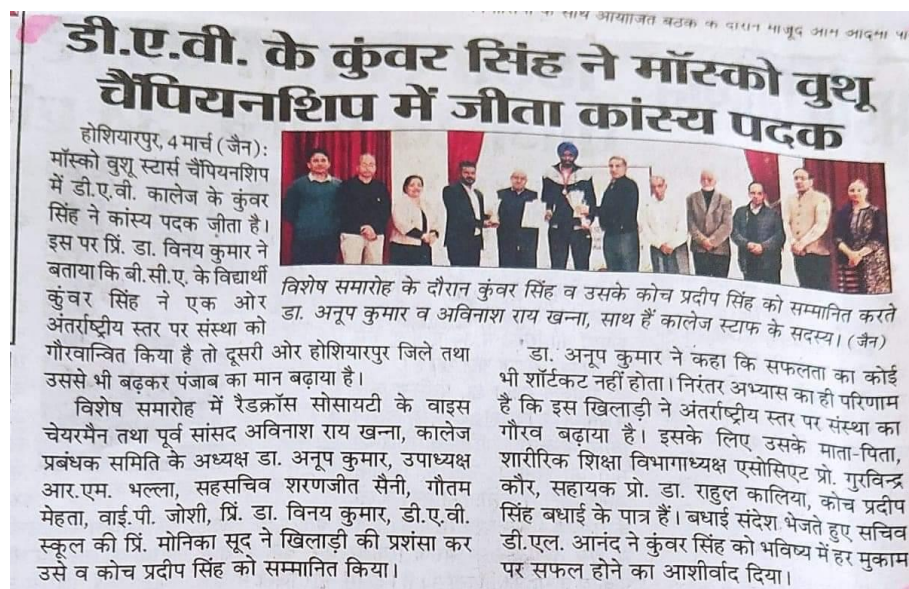 के साथ आयोजित बैठक के दौरान मौजूद आम आदमी पा
डी.ए.वी. के कुंवर सिंह ने मॉस्को वुशू
चैंपियनशिप में जीता कांस्य पदक
होशियारपुर, 4 मार्च (जैन):
मॉस्को वुशू स्टार्स चैंपियनशिप
में डी.ए.वी. कालेज के कुंवर
सिंह ने कांस्य पदक जीता है।
इस पर प्रिं. डा. विनय कुमार ने
बताया कि बी.सी.ए. के विद्यार्थी
कुंवर सिंह ने एक ओर
अंतर्राष्ट्रीय स्तर पर संस्था को
गौरवान्वित किया है तो दूसरी ओर होशियारपुर जिले तथा
उससे भी बढ़कर पंजाब का मान बढ़ाया है।
विशेष समारोह में रैडक्रॉस सोसायटी के वाइस
चेयरमैन तथा पूर्व सांसद अविनाश राय खन्ना, कालेज
प्रबंधक समिति के अध्यक्ष डा. अनूप कुमार, उपाध्यक्ष
आर.एम. भल्ला, सहसचिव शरणजीत सैनी, गौतम
मेहता, वाई.पी. जोशी, प्रिं. डा. विनय कुमार, डी.ए.वी.
स्कूल की प्रिं. मोनिका सूद ने खिलाड़ी की प्रशंसा कर
उसे व कोच प्रदीप सिंह को सम्मानित किया।
विशेष समारोह के दौरान कुंवर सिंह व उसके कोच प्रदीप सिंह को सम्मानित करते
डा. अनूप कुमार व अविनाश राय खन्ना, साथ हैं कालेज स्टाफ के सदस्य। (जैन)
डा. अनूप कुमार ने कहा कि सफलता का कोई
भी शॉर्टकट नहीं होता। निरंतर अभ्यास का ही परिणाम
है कि इस खिलाड़ी ने अंतर्राष्ट्रीय स्तर पर संस्था का
गौरव बढ़ाया है। इसके लिए उसके माता-पिता,
शारीरिक शिक्षा विभागाध्यक्ष एसोसिएट प्रो. गुरविन्द्र
कौर, सहायक प्रो. डा. राहुल कालिया, कोच प्रदीप
सिंह बधाई के पात्र हैं। बधाई संदेश भेजते हुए सचिव
डी.एल. आनंद ने कुंवर सिंह को भविष्य में हर मुकाम
पर सफल होने का आशीर्वाद दिया।